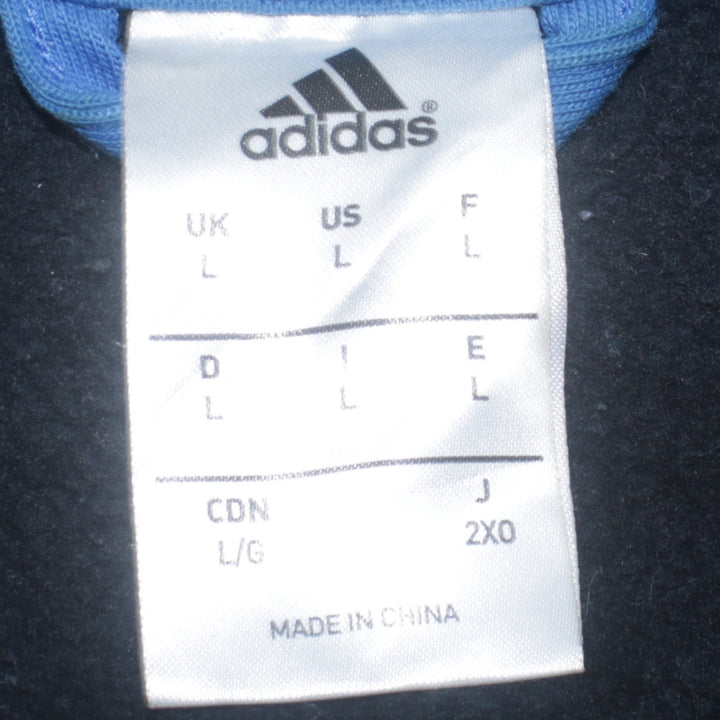 adidas®
UK US F
L L L
D I E
L L L
CDN J
L/G 2XO
MADE IN CHINA